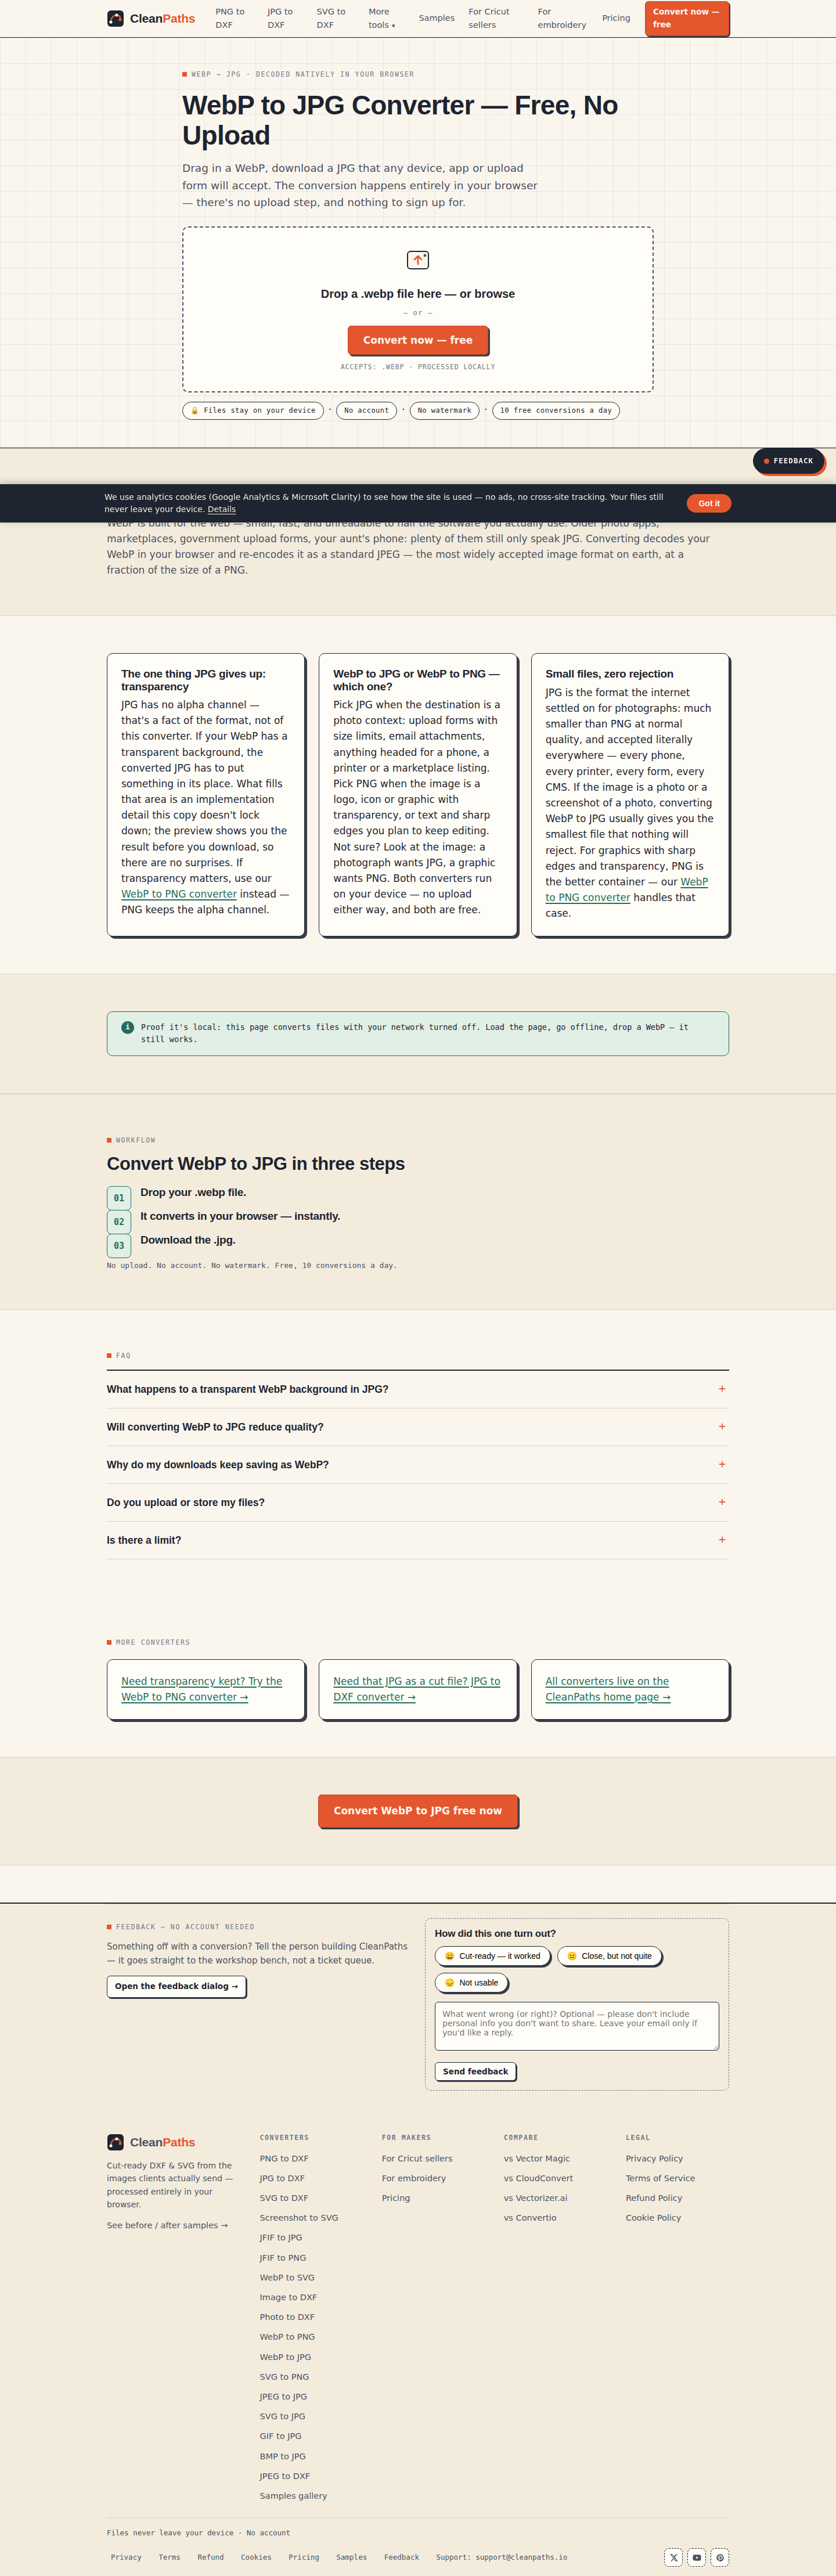 CleanPaths
PNG to DXF
JPG to DXF
SVG to DXF
More tools ▾
Samples
For Cricut sellers
For embroidery
Pricing
Convert now — free
WEBP → JPG · DECODED NATIVELY IN YOUR BROWSER
WebP to JPG Converter — Free, No
Upload
Drag in a WebP, download a JPG that any device, app or upload
form will accept. The conversion happens entirely in your browser
— there's no upload step, and nothing to sign up for.
Drop a .webp file here — or browse
— or —
Convert now — free
ACCEPTS: .WEBP · PROCESSED LOCALLY
🔒 Files stay on your device · No account · No watermark · 10 free conversions a day
FEEDBACK
We use analytics cookies (Google Analytics & Microsoft Clarity) to see how the site is used — no ads, no cross-site tracking. Your files still
never leave your device. Details
Got it
WebP is built for the web — small, fast, and unreadable to half the software you actually use. Older photo apps,
marketplaces, government upload forms, your aunt's phone: plenty of them still only speak JPG. Converting decodes your
WebP in your browser and re-encodes it as a standard JPEG — the most widely accepted image format on earth, at a
fraction of the size of a PNG.
The one thing JPG gives up:
transparency
JPG has no alpha channel —
that's a fact of the format, not of
this converter. If your WebP has a
transparent background, the
converted JPG has to put
something in its place. What fills
that area is an implementation
detail this copy doesn't lock
down; the preview shows you the
result before you download, so
there are no surprises. If
transparency matters, use our
WebP to PNG converter instead —
PNG keeps the alpha channel.
WebP to JPG or WebP to PNG —
which one?
Pick JPG when the destination is a
photo context: upload forms with
size limits, email attachments,
anything headed for a phone, a
printer or a marketplace listing.
Pick PNG when the image is a
logo, icon or graphic with
transparency, or text and sharp
edges you plan to keep editing.
Not sure? Look at the image: a
photograph wants JPG, a graphic
wants PNG. Both converters run
on your device — no upload
either way, and both are free.
Small files, zero rejection
JPG is the format the internet
settled on for photographs: much
smaller than PNG at normal
quality, and accepted literally
everywhere — every phone,
every printer, every form, every
CMS. If the image is a photo or a
screenshot of a photo, converting
WebP to JPG usually gives you the
smallest file that nothing will
reject. For graphics with sharp
edges and transparency, PNG is
the better container — our WebP
to PNG converter handles that
case.
i
Proof it's local: this page converts files with your network turned off. Load the page, go offline, drop a WebP — it
still works.
WORKFLOW
Convert WebP to JPG in three steps
01 Drop your .webp file.
02 It converts in your browser — instantly.
03 Download the .jpg.
No upload. No account. No watermark. Free, 10 conversions a day.
FAQ
What happens to a transparent WebP background in JPG? +
Will converting WebP to JPG reduce quality? +
Why do my downloads keep saving as WebP? +
Do you upload or store my files? +
Is there a limit? +
MORE CONVERTERS
Need transparency kept? Try the
WebP to PNG converter →
Need that JPG as a cut file? JPG to
DXF converter →
All converters live on the
CleanPaths home page →
Convert WebP to JPG free now
FEEDBACK — NO ACCOUNT NEEDED
Something off with a conversion? Tell the person building CleanPaths
— it goes straight to the workshop bench, not a ticket queue.
Open the feedback dialog →
How did this one turn out?
😄 Cut-ready — it worked
😐 Close, but not quite
😞 Not usable
What went wrong (or right)? Optional — please don't include
personal info you don't want to share. Leave your email only if
you'd like a reply.
Send feedback
CleanPaths
Cut-ready DXF & SVG from the
images clients actually send —
processed entirely in your
browser.
See before / after samples →
CONVERTERS
PNG to DXF
JPG to DXF
SVG to DXF
Screenshot to SVG
JFIF to JPG
JFIF to PNG
WebP to SVG
Image to DXF
Photo to DXF
WebP to PNG
WebP to JPG
SVG to PNG
JPEG to JPG
SVG to JPG
GIF to JPG
BMP to JPG
JPEG to DXF
Samples gallery
FOR MAKERS
For Cricut sellers
For embroidery
Pricing
COMPARE
vs Vector Magic
vs CloudConvert
vs Vectorizer.ai
vs Convertio
LEGAL
Privacy Policy
Terms of Service
Refund Policy
Cookie Policy
Files never leave your device · No account
Privacy · Terms · Refund · Cookies · Pricing · Samples · Feedback · Support: support@cleanpaths.io